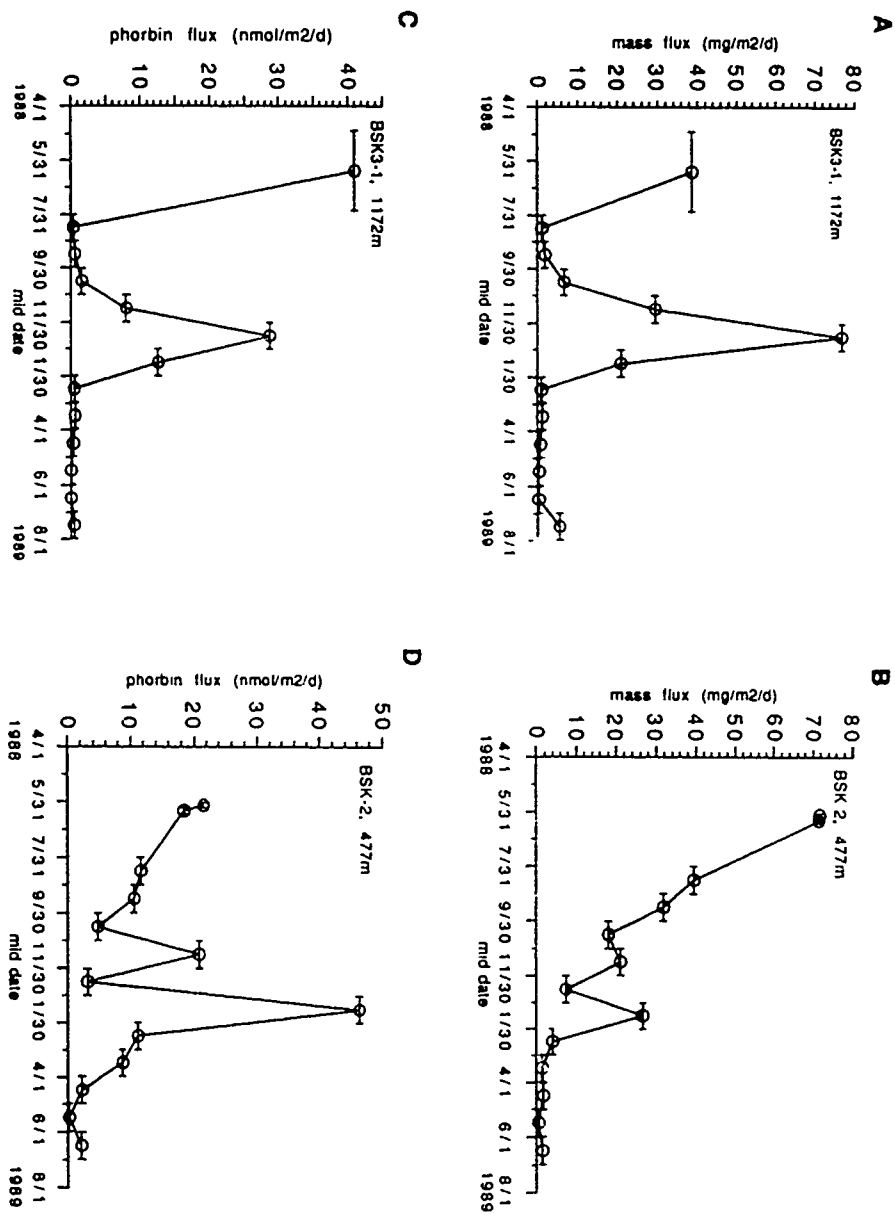 A
BSK3-1, 1172m
mass flux (mg/m2/d)
0 10 20 30 40 50 60 70 80
4/1 5/31 7/31 9/30 11/30 1/30 4/1 6/1 8/1
1988 mid date 1989
B
BSK 2, 477m
mass flux (mg/m2/d)
0 10 20 30 40 50 60 70 80
4/1 5/31 7/31 9/30 11/30 1/30 4/1 6/1 8/1
1988 mid date 1989
C
BSK3-1, 1172m
phorbin flux (nmol/m2/d)
0 10 20 30 40
4/1 5/31 7/31 9/30 11/30 1/30 4/1 6/1 8/1
1988 mid date 1989
D
BSK-2, 477m
phorbin flux (nmol/m2/d)
0 10 20 30 40 50
4/1 5/31 7/31 9/30 11/30 1/30 4/1 6/1 8/1
1988 mid date 1989